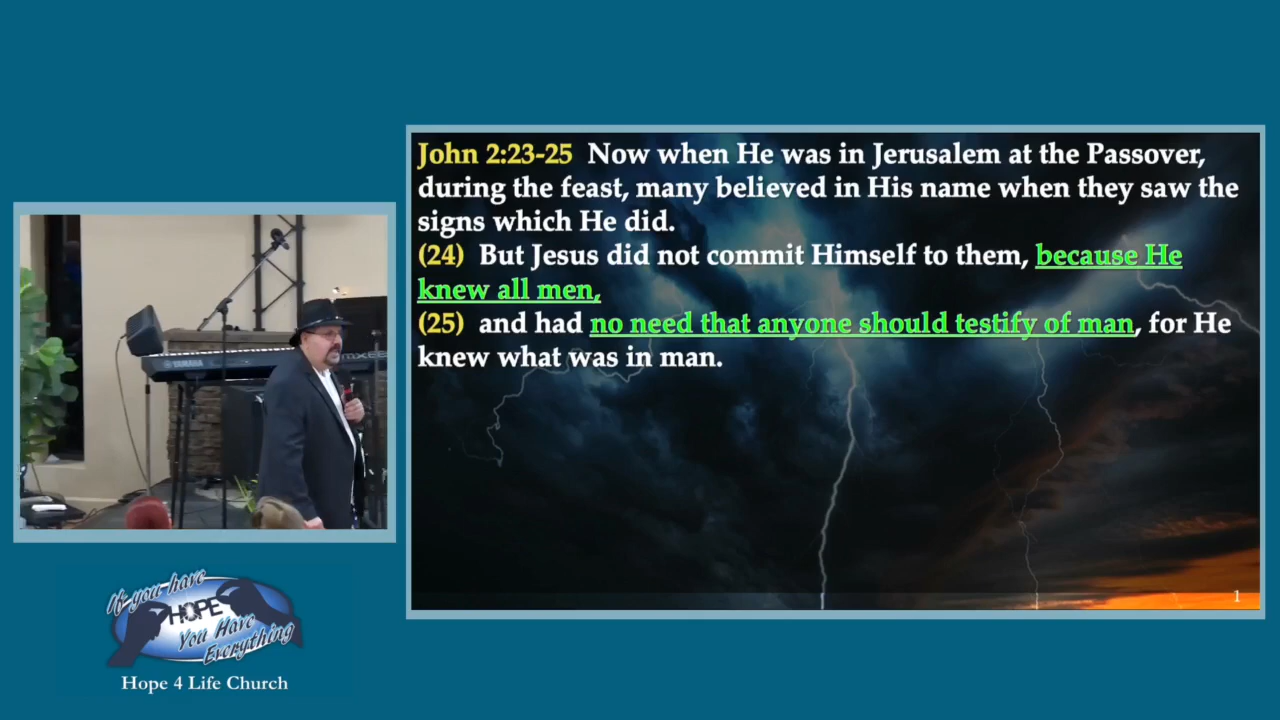 John 2:23-25 Now when He was in Jerusalem at the Passover,
during the feast, many believed in His name when they saw the
signs which He did.
(24) But Jesus did not commit Himself to them, because He
knew all men,
(25) and had no need that anyone should testify of man, for He
knew what was in man.
1
YAMAHA
If you have
HOPE
You Have
Everything
Hope 4 Life Church